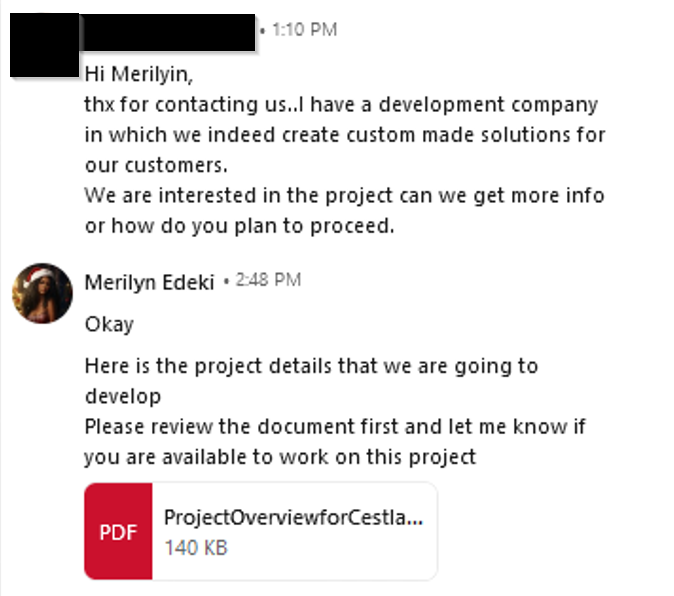 • 1:10 PM
Hi Merilyin,
thx for contacting us..I have a development company
in which we indeed create custom made solutions for
our customers.
We are interested in the project can we get more info
or how do you plan to proceed.
Merilyn Edeki • 2:48 PM
Okay
Here is the project details that we are going to
develop
Please review the document first and let me know if
you are available to work on this project
PDF
ProjectOverviewforCestla...
140 KB